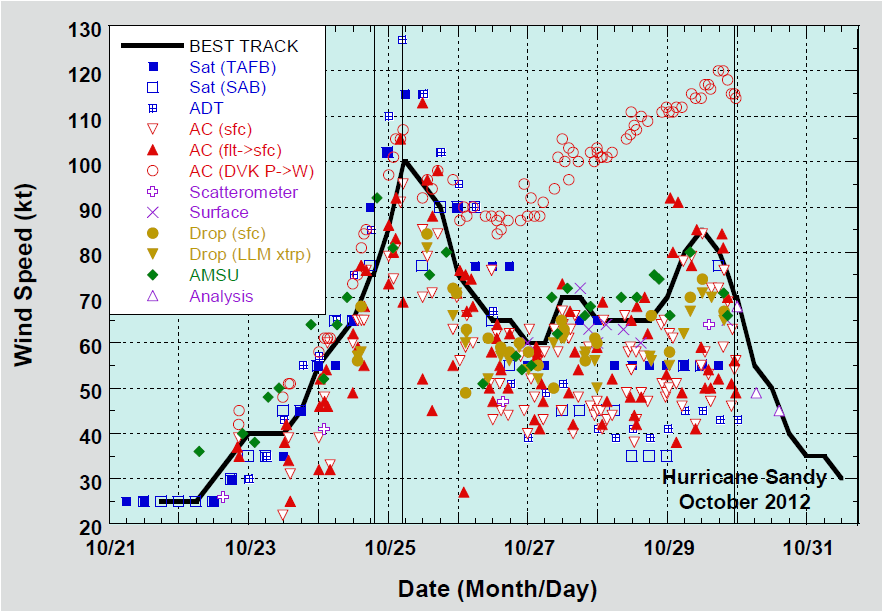 130
120
110
100
90
80
70
60
50
40
30
20
Wind Speed (kt)
BEST TRACK
Sat (TAFB)
Sat (SAB)
ADT
AC (sfc)
AC (flt->sfc)
AC (DVK P->W)
Scatterometer
Surface
Drop (sfc)
Drop (LLM xtrp)
AMSU
Analysis
Hurricane Sandy
October 2012
10/21
10/23
10/25
10/27
10/29
10/31
Date (Month/Day)